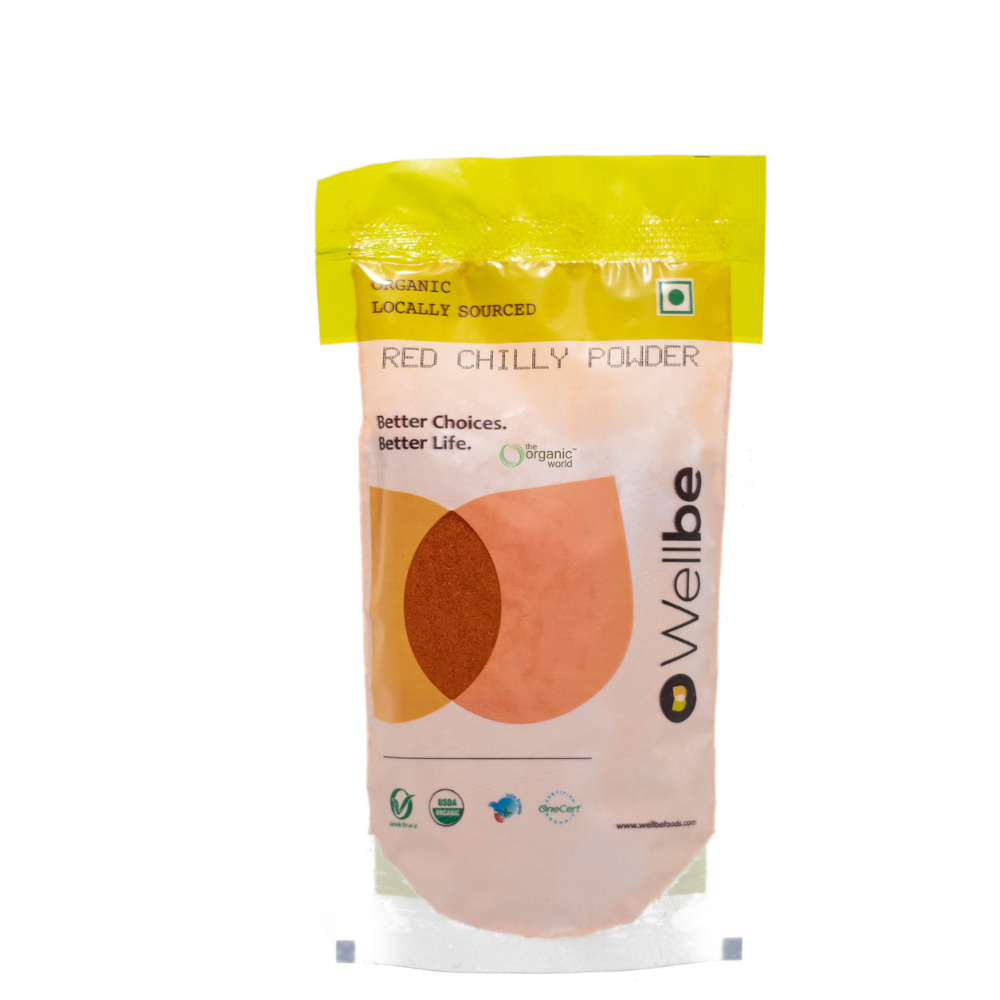 ORGANIC
LOCALLY SOURCED
RED CHILLY POWDER
Better Choices.
Better Life.
the
organic™
world
Wellbe
USDA
ORGANIC
OneCert
www.wellbefoods.com